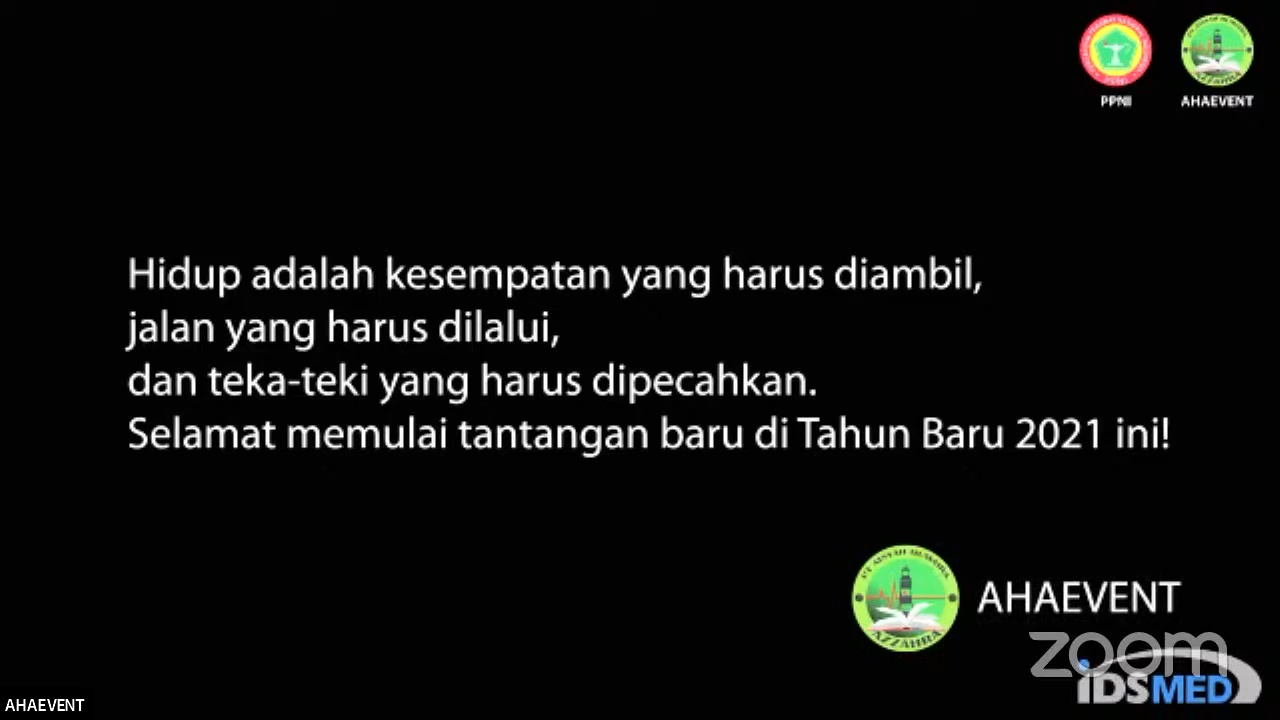 PPNI
AHAEVENT
Hidup adalah kesempatan yang harus diambil,
jalan yang harus dilalui,
dan teka-teki yang harus dipecahkan.
Selamat memulai tantangan baru di Tahun Baru 2021 ini!
AZZAHRA
AHAEVENT
zoom
iDSMED
AHAEVENT